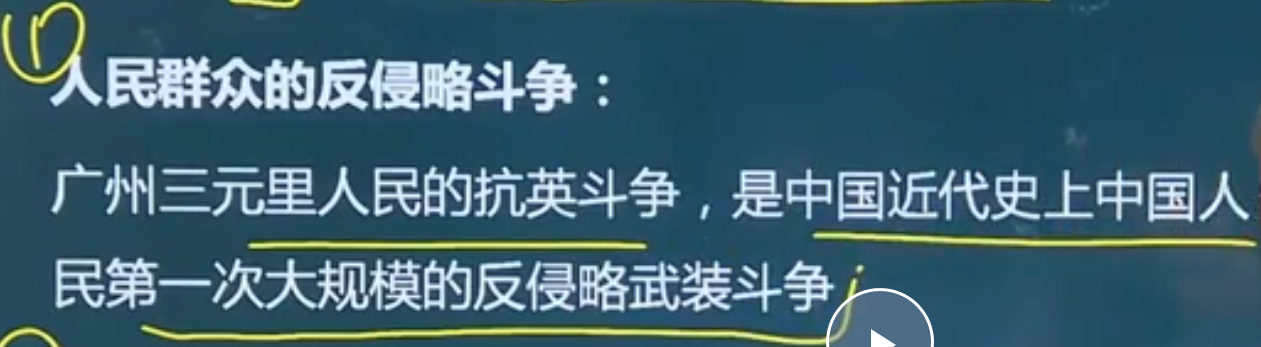 ①
人民群众的反侵略斗争：
广州三元里人民的抗英斗争，是中国近代史上中国人
民第一次大规模的反侵略武装斗争